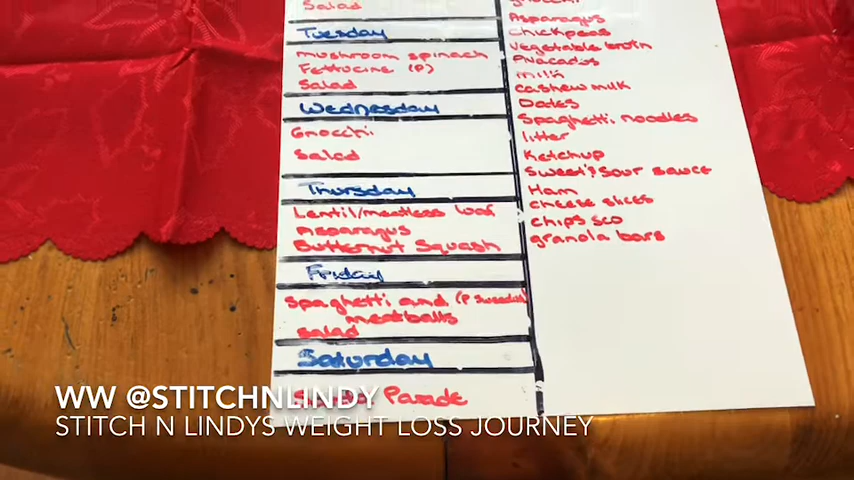 Salad
Tuesday
mushroom spinach
Fettucine (P)
Salad
Wednesday
Gnocchi
Salad
Thursday
Lentil/meatless loaf
Asparagus
Butternut Squash
Friday
Spaghetti and (P Swedish
meatballs
salad
Saturday
Parade
gnocchi
Asparagus
Chickpeas
vegetable broth
Avacados
milk
cashew milk
Dates
Spaghetti noodles
litter
Ketchup
Sweet & Sour sauce
Ham
cheese slices
chips sco
granola bars
WW @STITCHNLINDY
STITCH N LINDYS WEIGHT LOSS JOURNEY